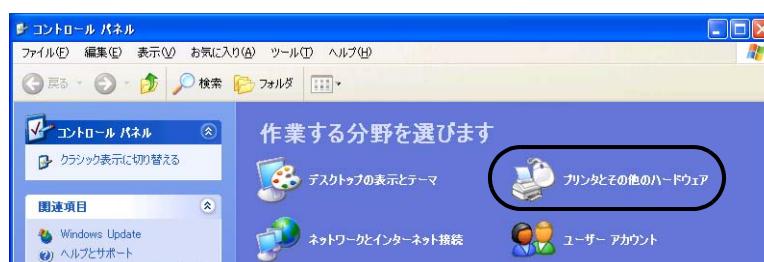 コントロール パネル
ファイル(F) 編集(E) 表示(V) お気に入り(A) ツール(T) ヘルプ(H)
戻る 検索 フォルダ
コントロール パネル
クラシック表示に切り替える
関連項目
Windows Update
ヘルプとサポート
作業する分野を選びます
デスクトップの表示とテーマ
プリンタとその他のハードウェア
ネットワークとインターネット接続
ユーザー アカウント